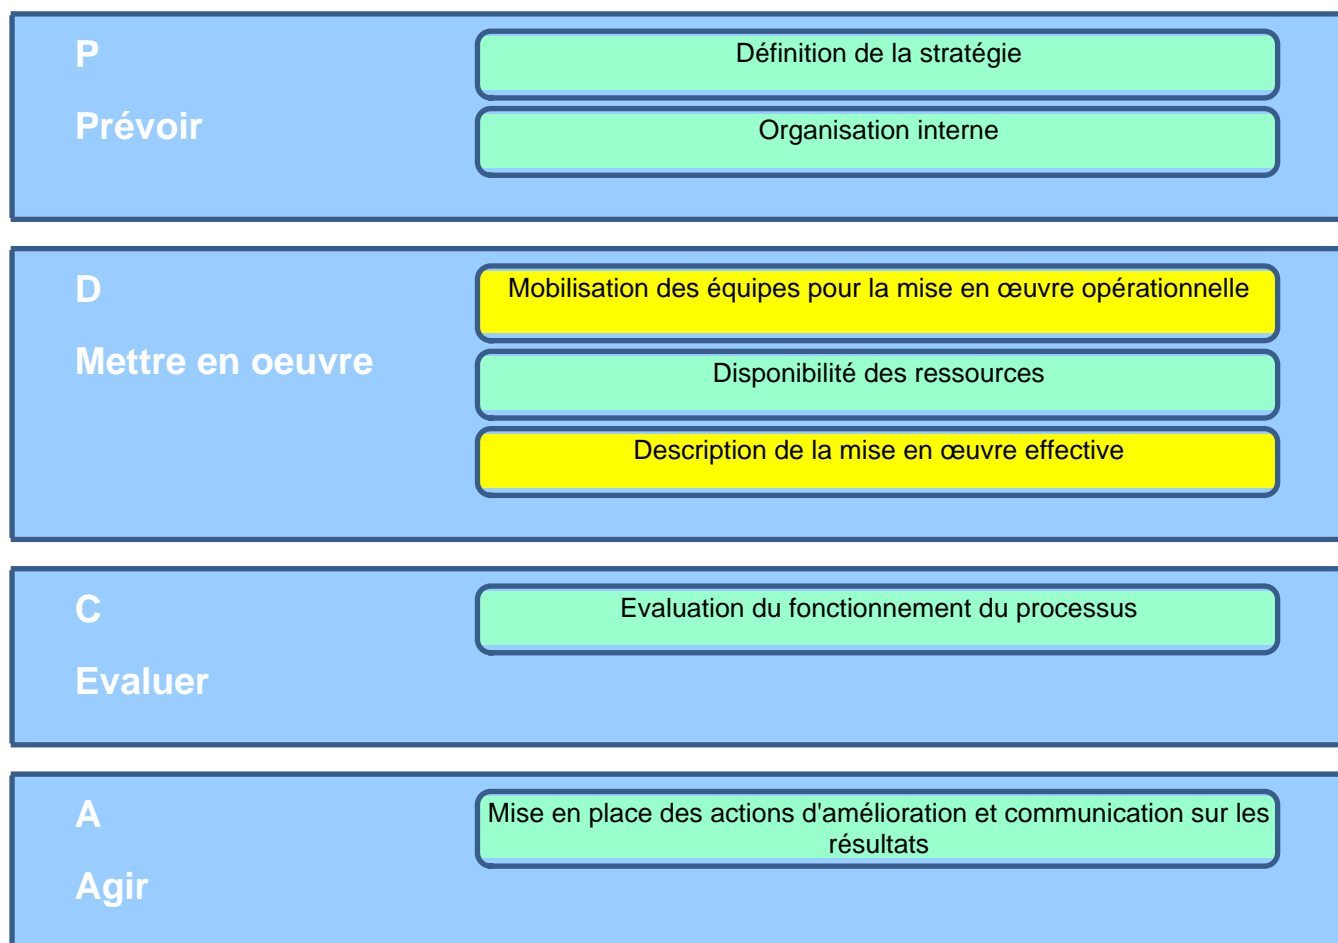 P
Prévoir
Définition de la stratégie
Organisation interne
D
Mettre en oeuvre
Mobilisation des équipes pour la mise en œuvre opérationnelle
Disponibilité des ressources
Description de la mise en œuvre effective
C
Evaluer
Evaluation du fonctionnement du processus
A
Agir
Mise en place des actions d'amélioration et communication sur les
résultats